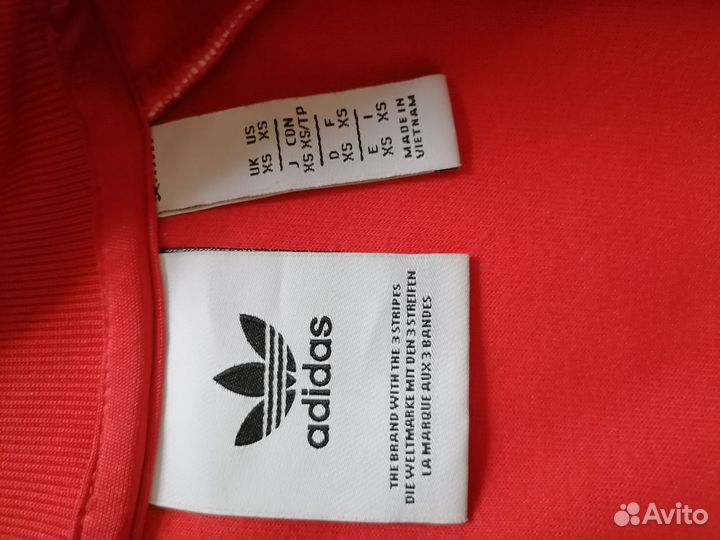 UK US
XS XS
J CDN
XS XS/TP
D F
XS XS
E I
XS XS
MADE IN
VIETNAM
adidas
THE BRAND WITH THE 3 STRIPES
DIE WELTMARKE MIT DEN 3 STREIFEN
LA MARQUE AUX 3 BANDES
Avito